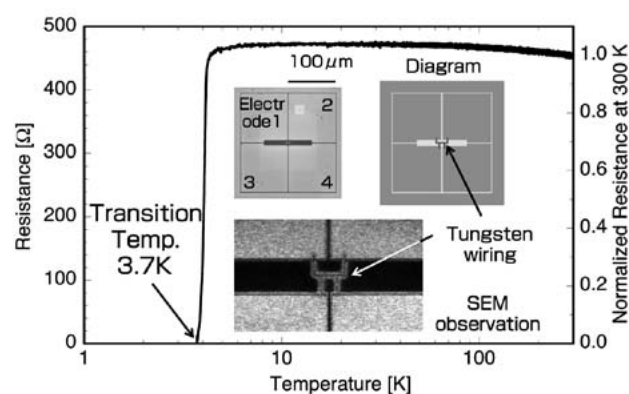 500
400
300
200
100
0
Resistance [Ω]
1
10
100
Temperature [K]
1.0
0.8
0.6
0.4
0.2
0.0
Normalized Resistance at 300 K
100μm
Diagram
Electr
ode1
2
3
4
Transition
Temp.
3.7K
Tungsten
wiring
SEM
observation